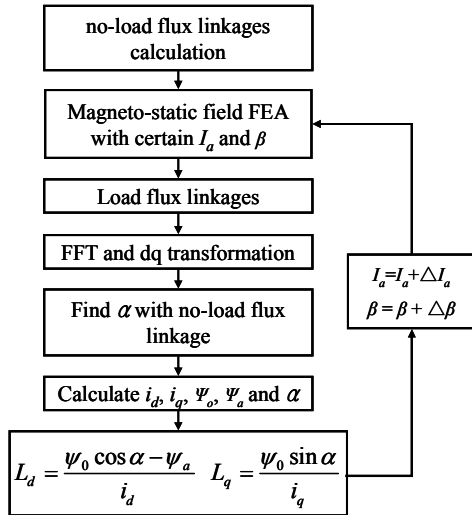 no-load flux linkages
calculation
Magneto-static field FEA
with certain Iₐ and β
Load flux linkages
FFT and dq transformation
Find α with no-load flux
linkage
Calculate i_d, i_q, Ψ_o, Ψ_a and α
L_d = (ψ_0 cos α − ψ_a) / i_d   L_q = (ψ_0 sin α) / i_q
I_a=I_a+△I_a
β=β+△β